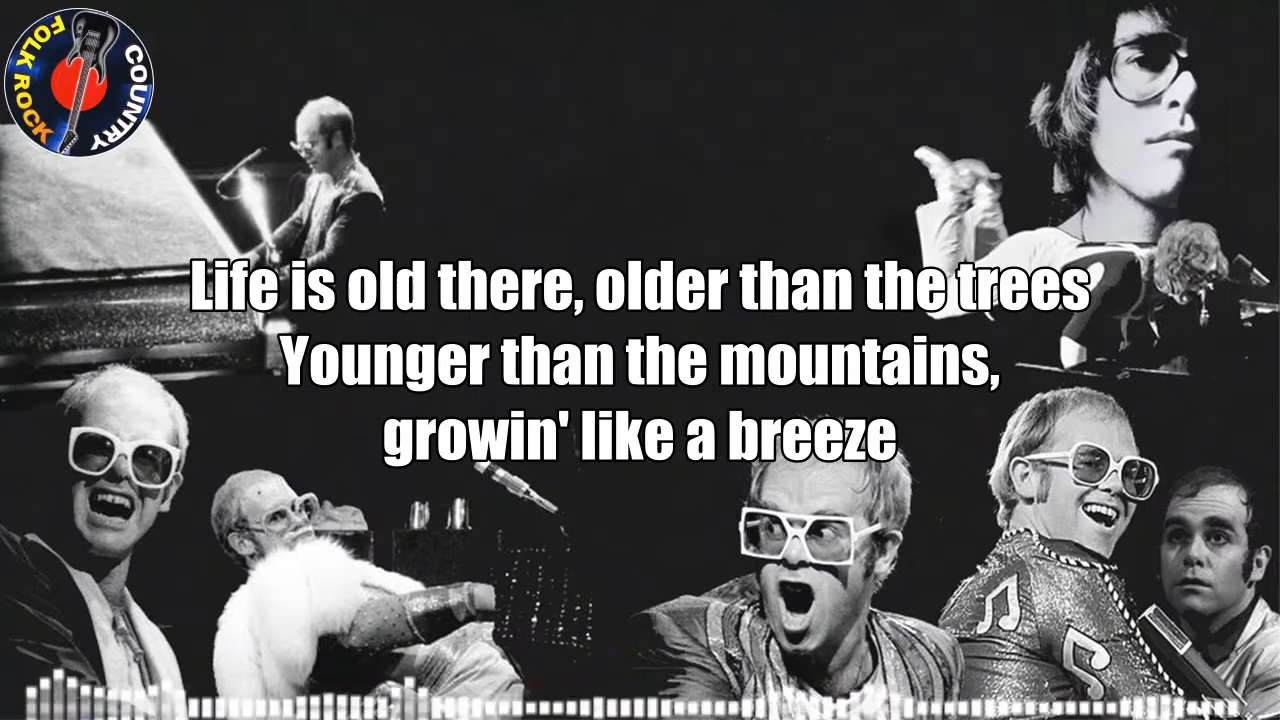 FOLK ROCK
COUNTRY
Life is old there, older than the trees
Younger than the mountains,
growin' like a breeze